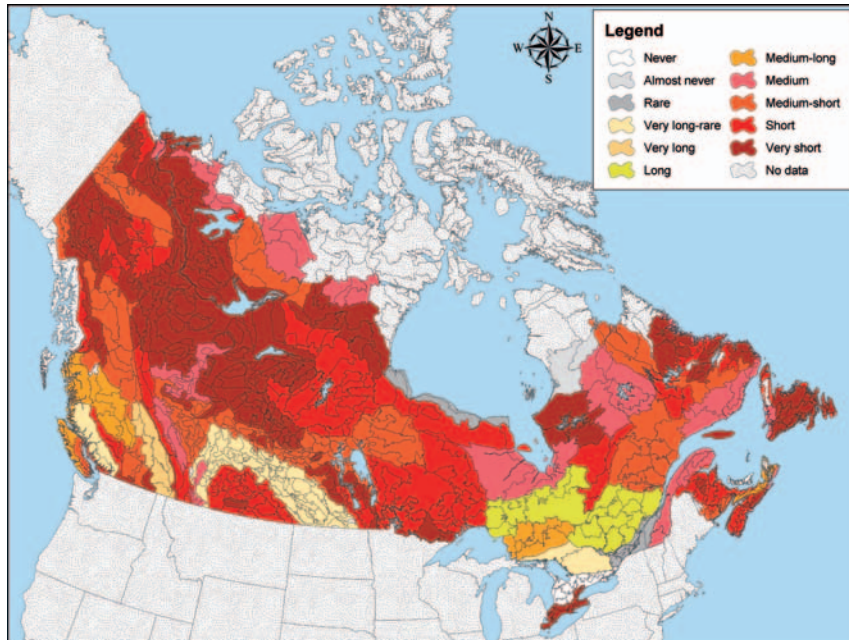 N
W E
S
Legend
Never
Almost never
Rare
Very long-rare
Very long
Long
Medium-long
Medium
Medium-short
Short
Very short
No data